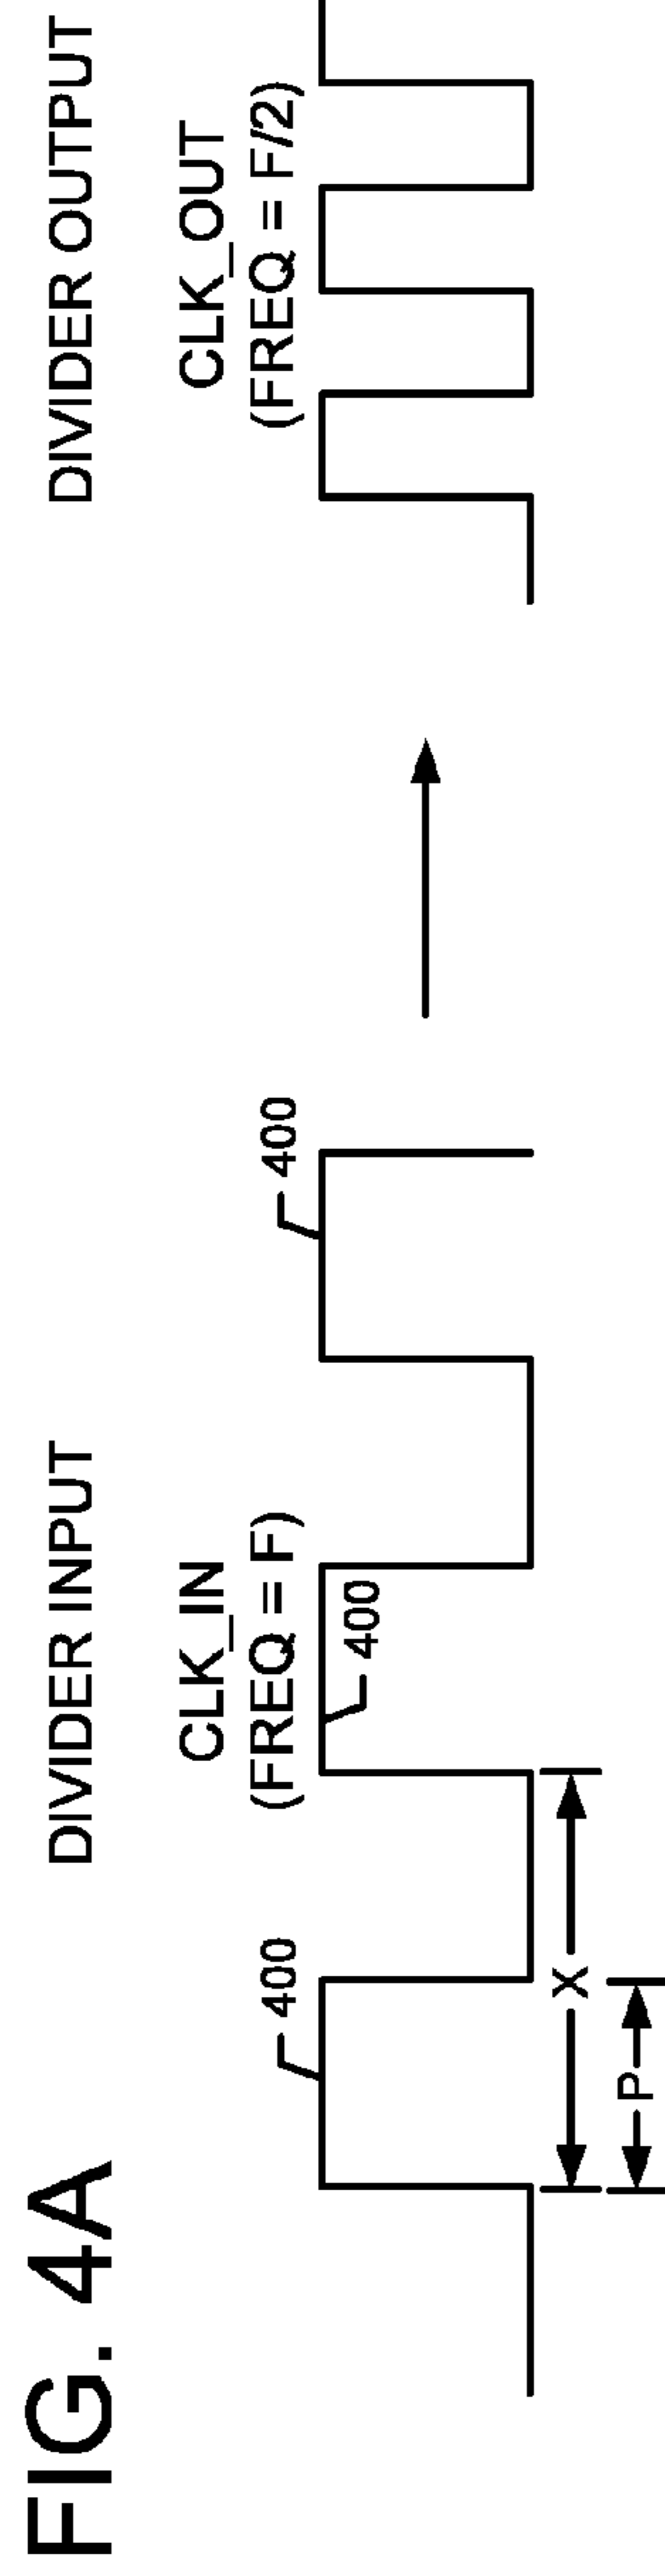 FIG. 4A
DIVIDER INPUT
DIVIDER OUTPUT
CLK_IN
(FREQ = F)
CLK_OUT
(FREQ = F/2)
400
400
400
X
P